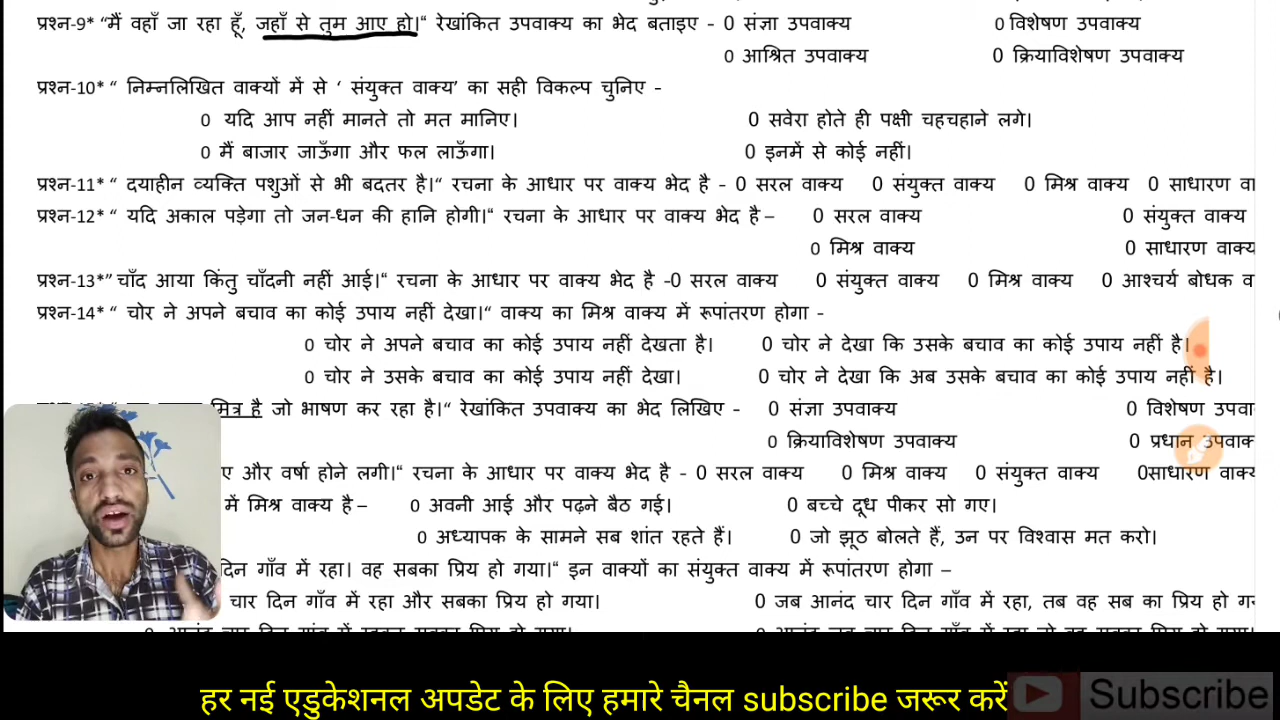 प्रश्न-9* “मैं वहाँ जा रहा हूँ, जहाँ से तुम आए हो।“ रेखांकित उपवाक्य का भेद बताइए - 0 संज्ञा उपवाक्य 0 विशेषण उपवाक्य
0 आश्रित उपवाक्य 0 क्रियाविशेषण उपवाक्य
प्रश्न-10* “ निम्नलिखित वाक्यों में से ‘ संयुक्त वाक्य’ का सही विकल्प चुनिए -
0 यदि आप नहीं मानते तो मत मानिए। 0 सवेरा होते ही पक्षी चहचहाने लगे।
0 मैं बाजार जाऊँगा और फल लाऊँगा। 0 इनमें से कोई नहीं।
प्रश्न-11* “ दयाहीन व्यक्ति पशुओं से भी बदतर है।“ रचना के आधार पर वाक्य भेद है - 0 सरल वाक्य 0 संयुक्त वाक्य 0 मिश्र वाक्य 0 साधारण वा
प्रश्न-12* “ यदि अकाल पड़ेगा तो जन-धन की हानि होगी।“ रचना के आधार पर वाक्य भेद है – 0 सरल वाक्य 0 संयुक्त वाक्य
0 मिश्र वाक्य 0 साधारण वाक्य
प्रश्न-13*” चाँद आया किंतु चाँदनी नहीं आई।“ रचना के आधार पर वाक्य भेद है -0 सरल वाक्य 0 संयुक्त वाक्य 0 मिश्र वाक्य 0 आश्चर्य बोधक व
प्रश्न-14* “ चोर ने अपने बचाव का कोई उपाय नहीं देखा।“ वाक्य का मिश्र वाक्य में रूपांतरण होगा -
0 चोर ने अपने बचाव का कोई उपाय नहीं देखता है। 0 चोर ने देखा कि उसके बचाव का कोई उपाय नहीं है।
0 चोर ने उसके बचाव का कोई उपाय नहीं देखा। 0 चोर ने देखा कि अब उसके बचाव का कोई उपाय नहीं है।
मित्र है जो भाषण कर रहा है।“ रेखांकित उपवाक्य का भेद लिखिए - 0 संज्ञा उपवाक्य 0 विशेषण उपवा
0 क्रियाविशेषण उपवाक्य 0 प्रधान उपवाक
ए और वर्षा होने लगी।“ रचना के आधार पर वाक्य भेद है - 0 सरल वाक्य 0 मिश्र वाक्य 0 संयुक्त वाक्य 0साधारण वाक्य
में मिश्र वाक्य है – 0 अवनी आई और पढ़ने बैठ गई। 0 बच्चे दूध पीकर सो गए।
0 अध्यापक के सामने सब शांत रहते हैं। 0 जो झूठ बोलते हैं, उन पर विश्वास मत करो।
दिन गाँव में रहा। वह सबका प्रिय हो गया।“ इन वाक्यों का संयुक्त वाक्य में रूपांतरण होगा –
चार दिन गाँव में रहा और सबका प्रिय हो गया। 0 जब आनंद चार दिन गाँव में रहा, तब वह सब का प्रिय हो
हर नई एडुकेशनल अपडेट के लिए हमारे चैनल subscribe जरूर करें
Subscribe